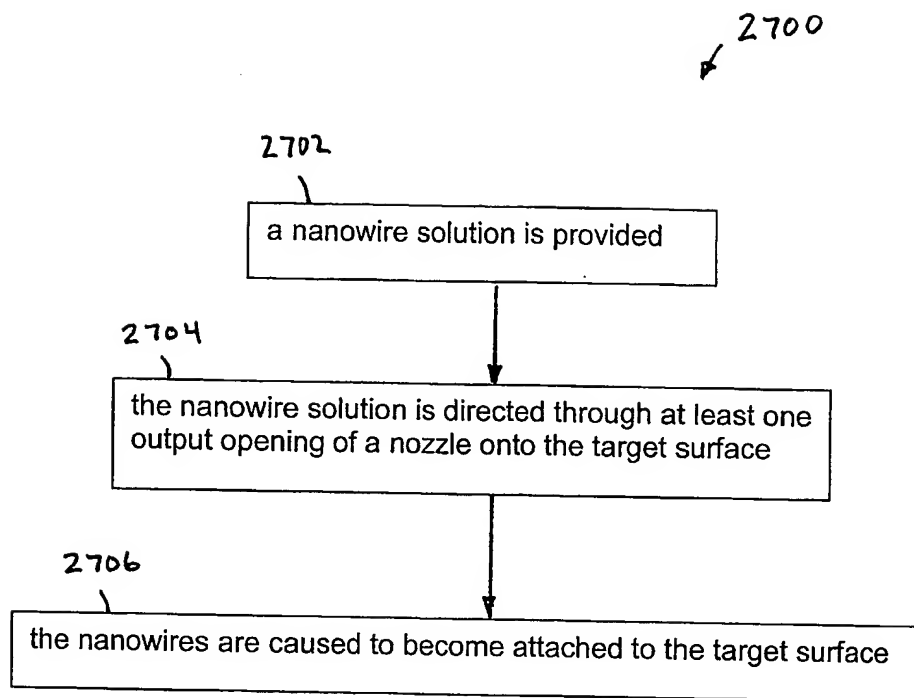 2700
2702
a nanowire solution is provided
2704
the nanowire solution is directed through at least one
output opening of a nozzle onto the target surface
2706
the nanowires are caused to become attached to the target surface